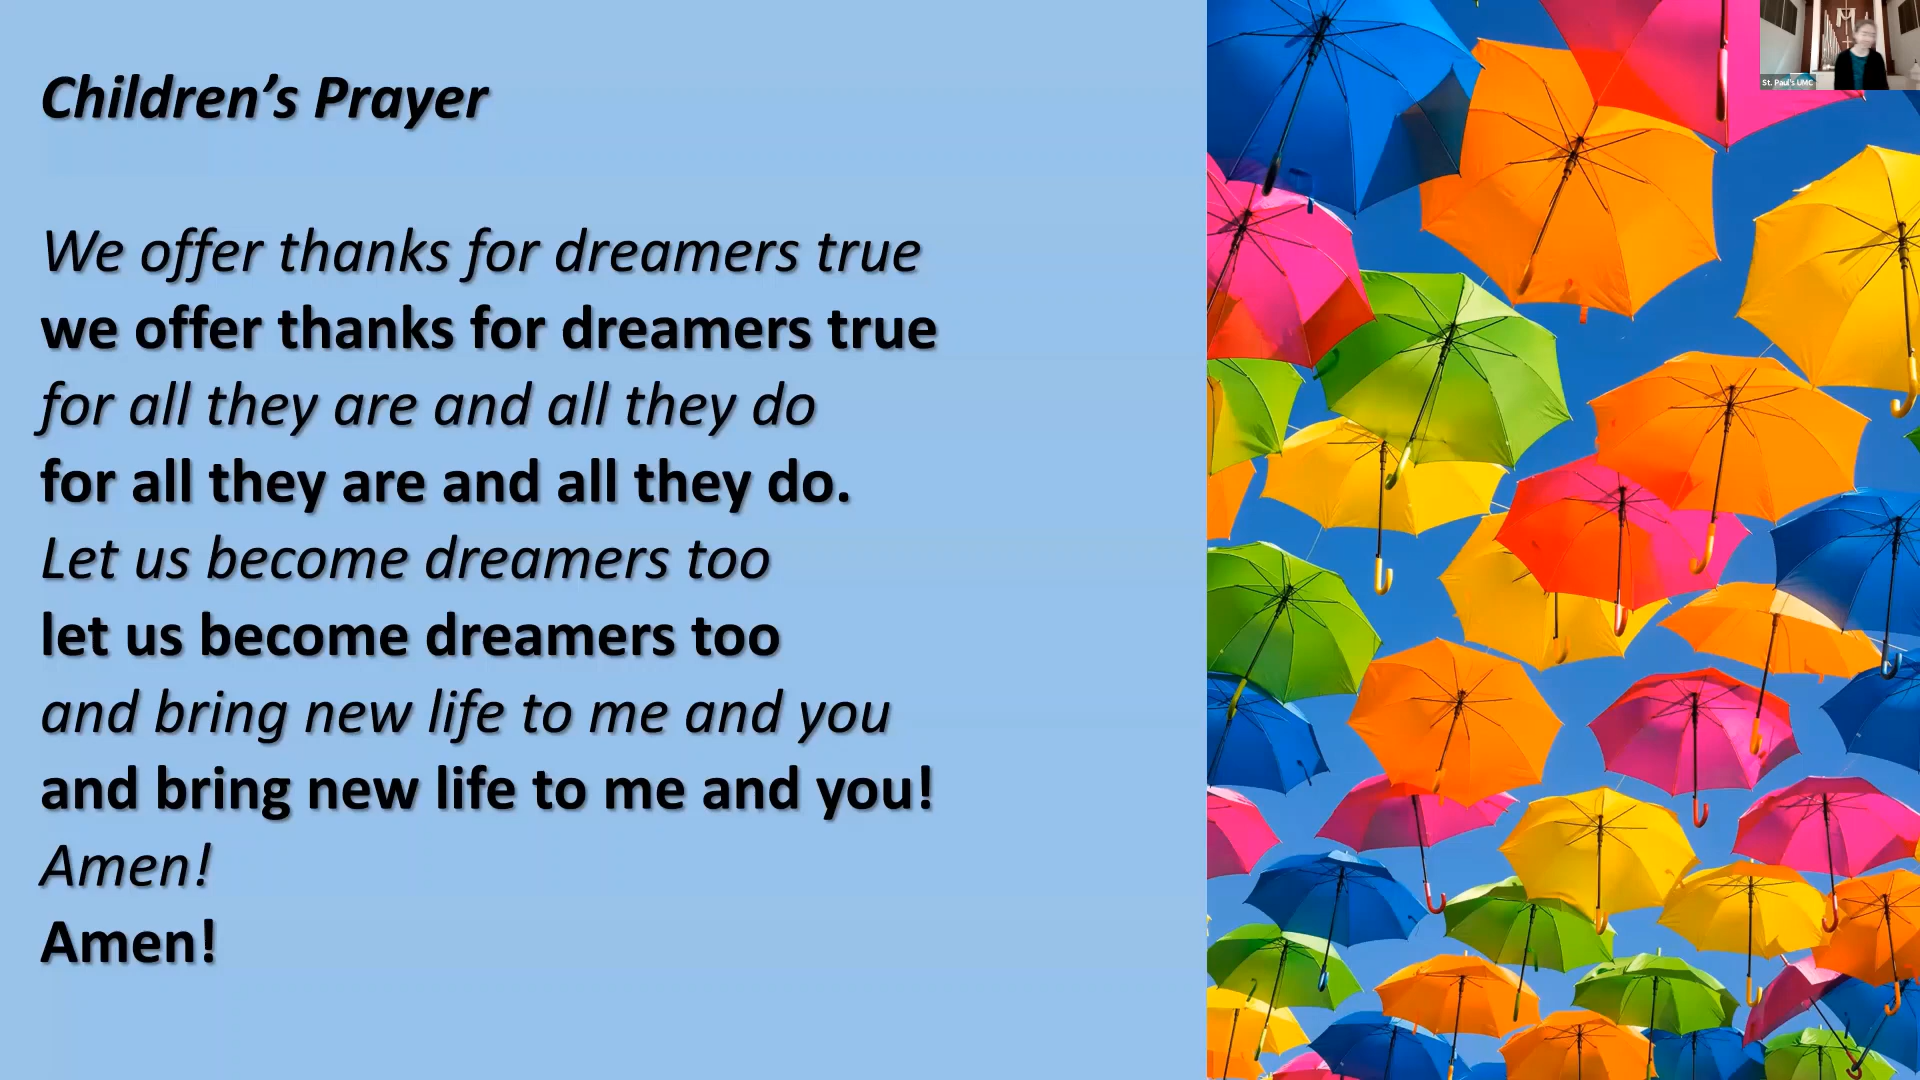 Children’s Prayer
We offer thanks for dreamers true
we offer thanks for dreamers true
for all they are and all they do
for all they are and all they do.
Let us become dreamers too
let us become dreamers too
and bring new life to me and you
and bring new life to me and you!
Amen!
Amen!
St. Paul's UMC